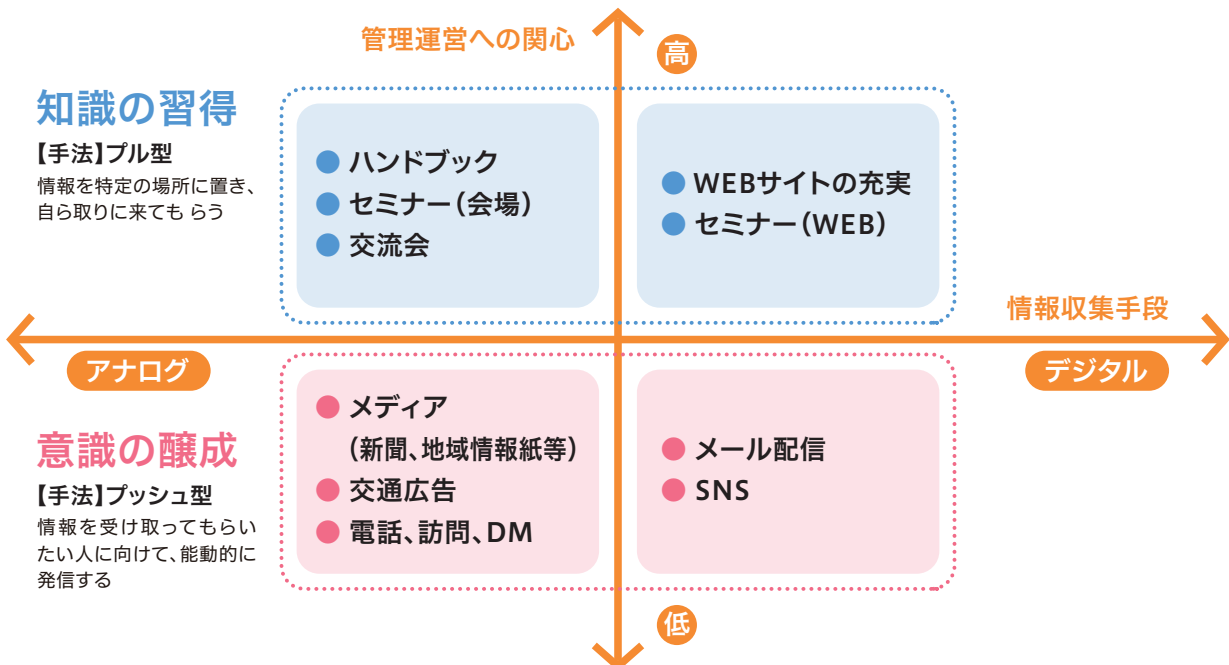 管理運営への関心
高
知識の習得
【手法】プル型
情報を特定の場所に置き、
自ら取りに来ても らう
● ハンドブック
● セミナー（会場）
● 交流会
● WEBサイトの充実
● セミナー（WEB）
情報収集手段
アナログ
デジタル
意識の醸成
【手法】プッシュ型
情報を受け取ってもらい
たい人に向けて、能動的に
発信する
● メディア
（新聞、地域情報紙等）
● 交通広告
● 電話、訪問、DM
● メール配信
● SNS
低